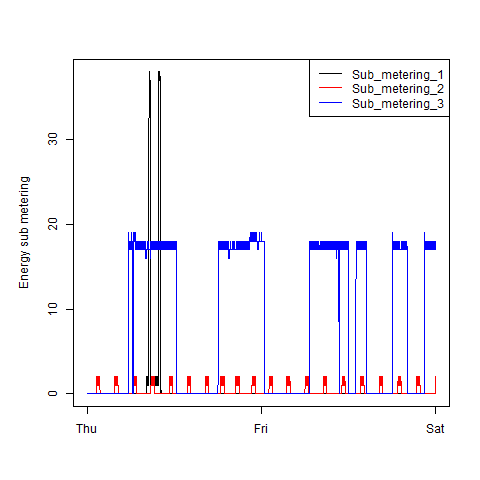 Sub_metering_1
Sub_metering_2
Sub_metering_3
Energy sub metering
30
20
10
0
Thu
Fri
Sat